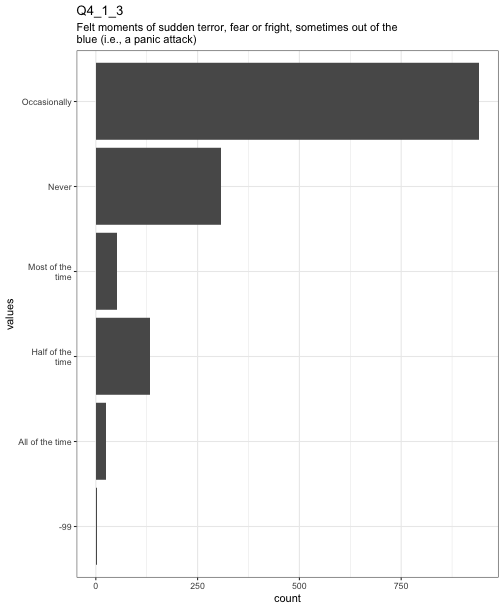 Q4_1_3
Felt moments of sudden terror, fear or fright, sometimes out of the
blue (i.e., a panic attack)
Occasionally
Never
Most of the
time
Half of the
time
All of the time
-99
values
0 250 500 750
count